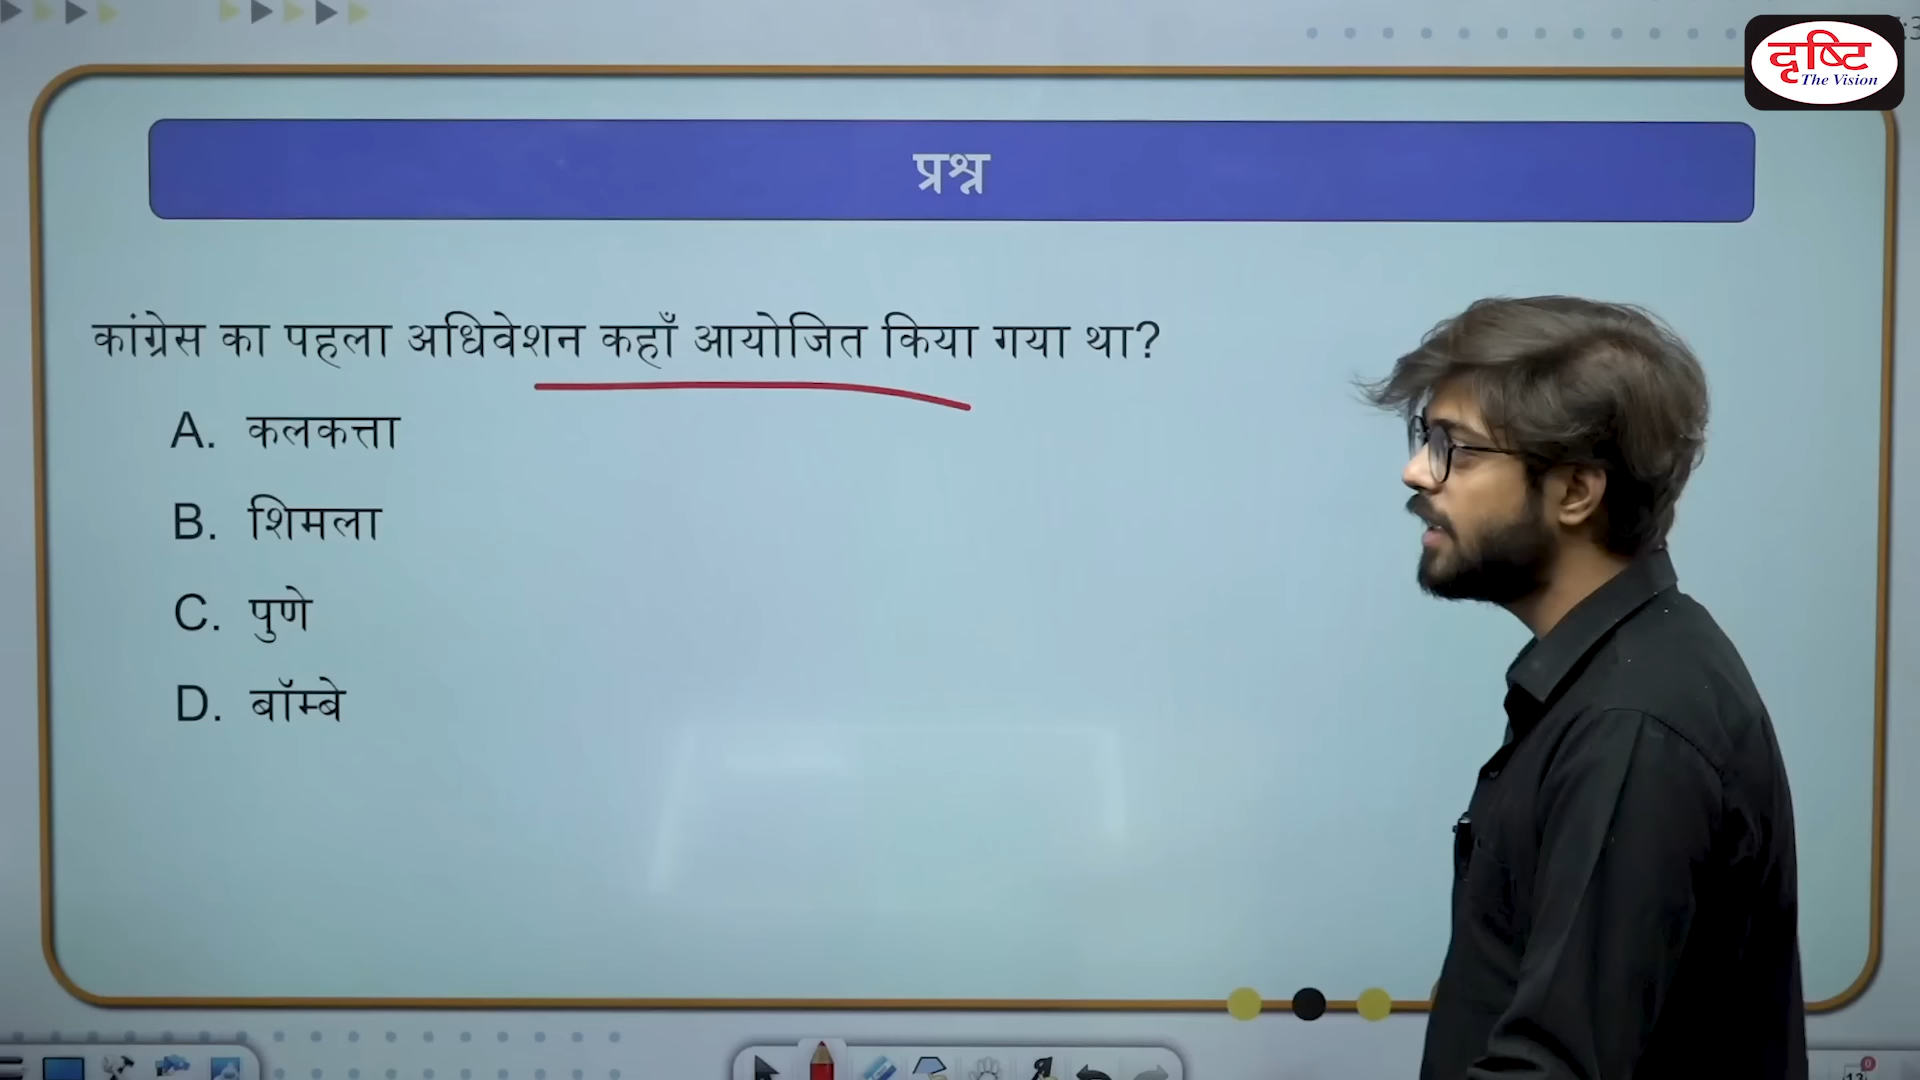 दृष्टि
The Vision
प्रश्न
कांग्रेस का पहला अधिवेशन कहाँ आयोजित किया गया था?
A. कलकत्ता
B. शिमला
C. पुणे
D. बॉम्बे